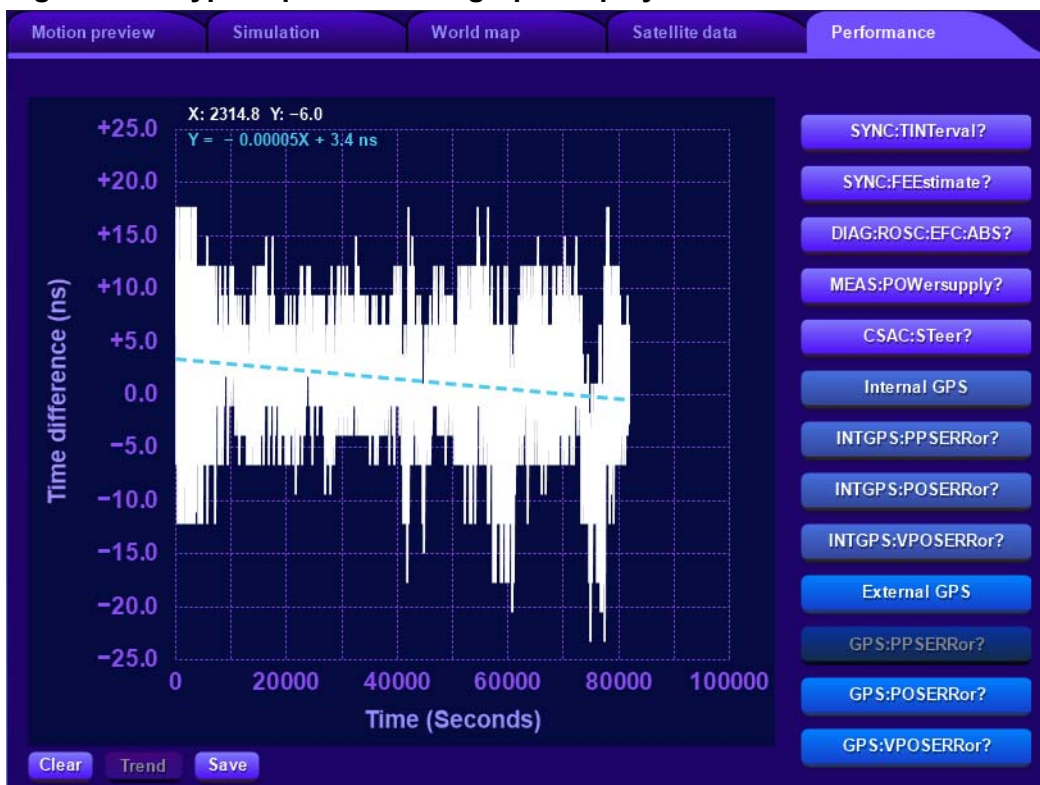 Motion preview
Simulation
World map
Satellite data
Performance
X: 2314.8 Y: −6.0
Y = − 0.00005X + 3.4 ns
+25.0
+20.0
+15.0
+10.0
+5.0
0.0
−5.0
−10.0
−15.0
−20.0
−25.0
Time difference (ns)
0 20000 40000 60000 80000 100000
Time (Seconds)
SYNC:TINTerval?
SYNC:FEEstimate?
DIAG:ROSC:EFC:ABS?
MEAS:POWersupply?
CSAC:STeer?
Internal GPS
INTGPS:PPSERRor?
INTGPS:POSERRor?
INTGPS:VPOSERRor?
External GPS
GPS:PPSERRor?
GPS:POSERRor?
GPS:VPOSERRor?
Clear
Trend
Save